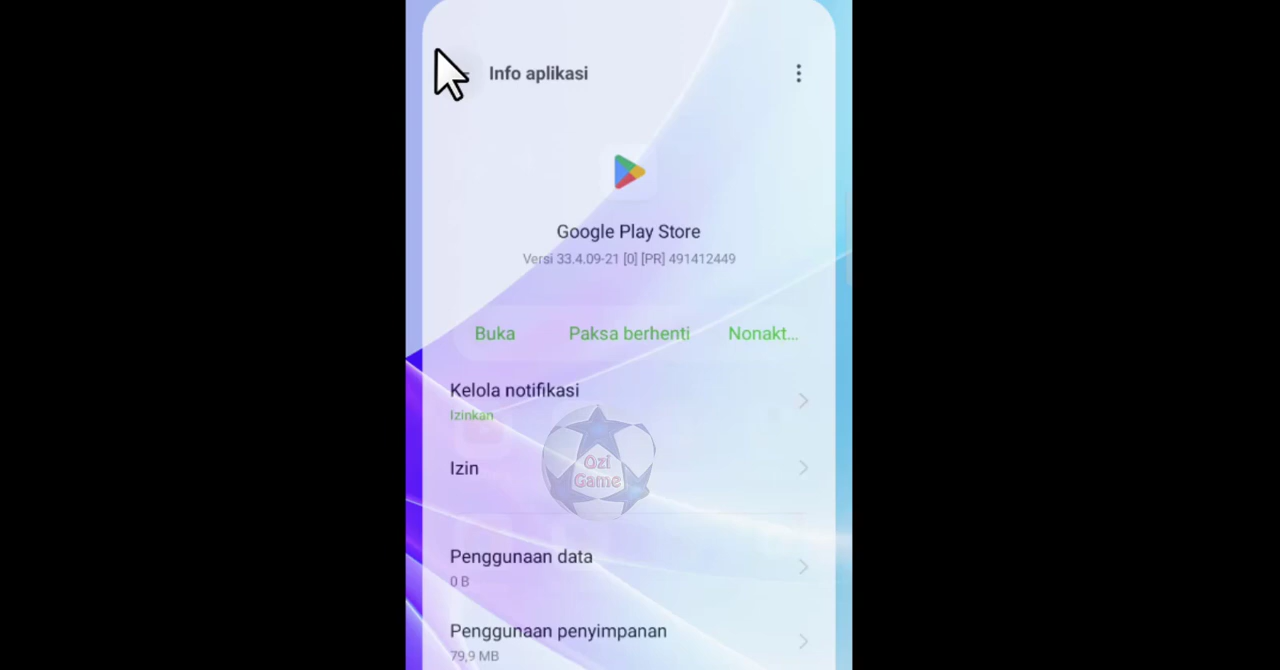 Info aplikasi
Google Play Store
Versi 33.4.09-21 [0] [PR] 491412449
Buka
Paksa berhenti
Nonakt...
Kelola notifikasi
Izinkan
Izin
Ozi
Game
Penggunaan data
0 B
Penggunaan penyimpanan
79,9 MB